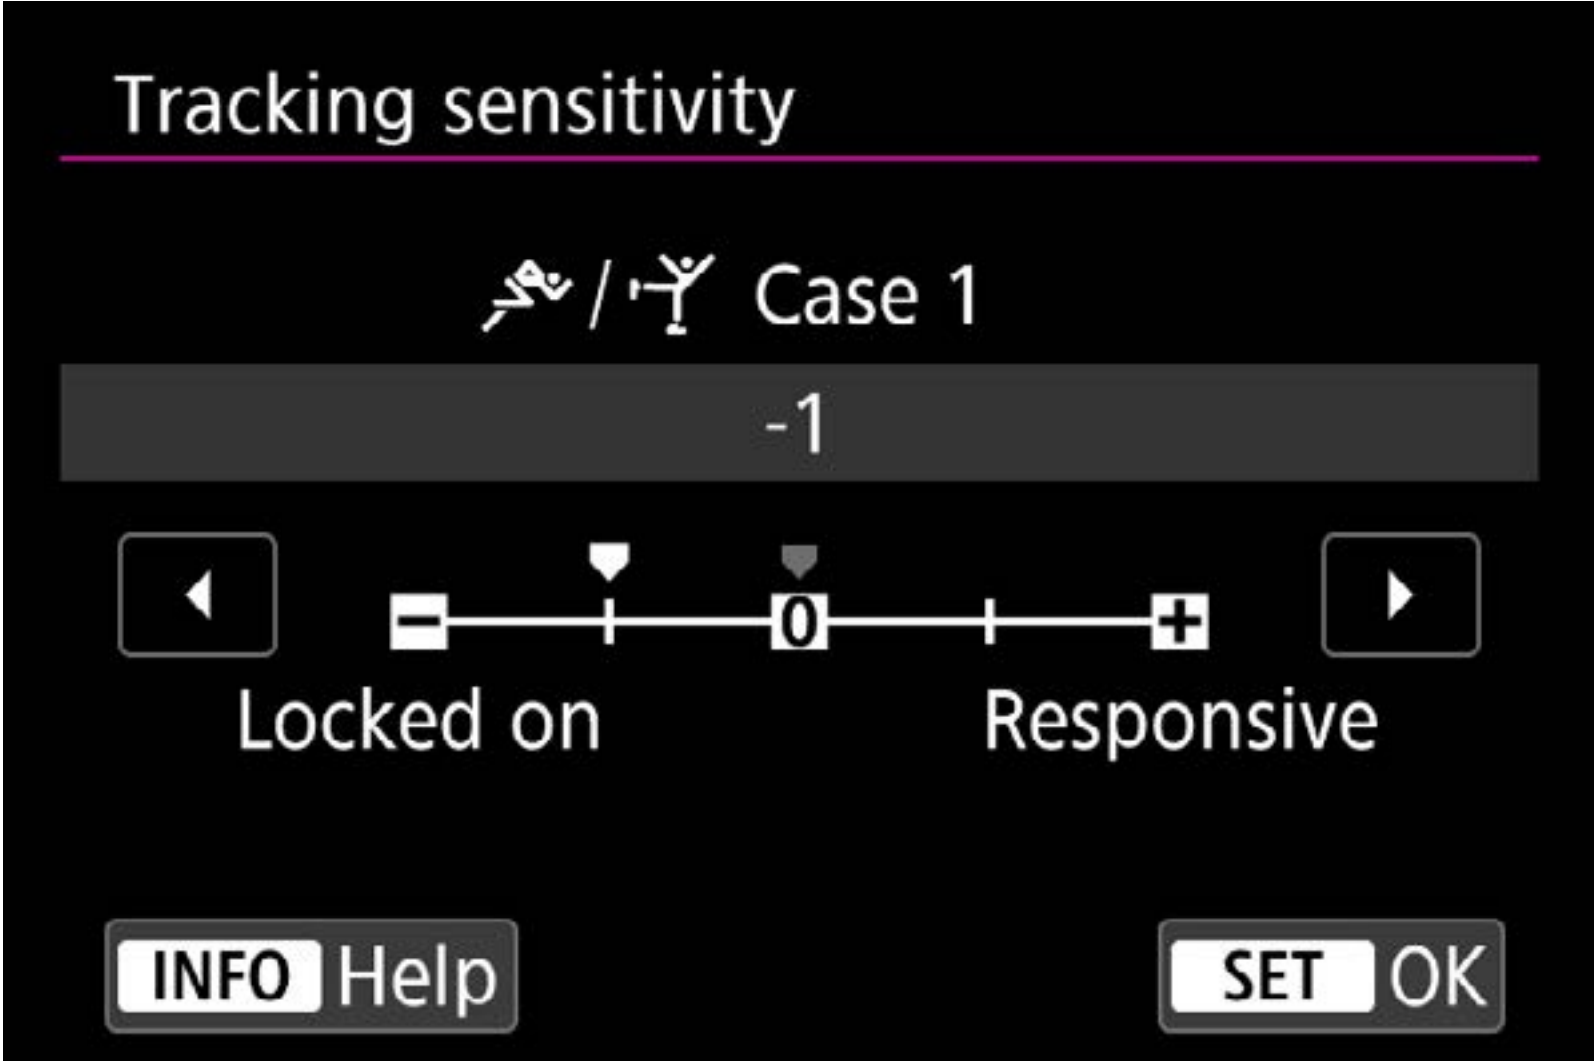 Tracking sensitivity
/ Case 1
-1
− 0 +
Locked on Responsive
INFO Help SET OK